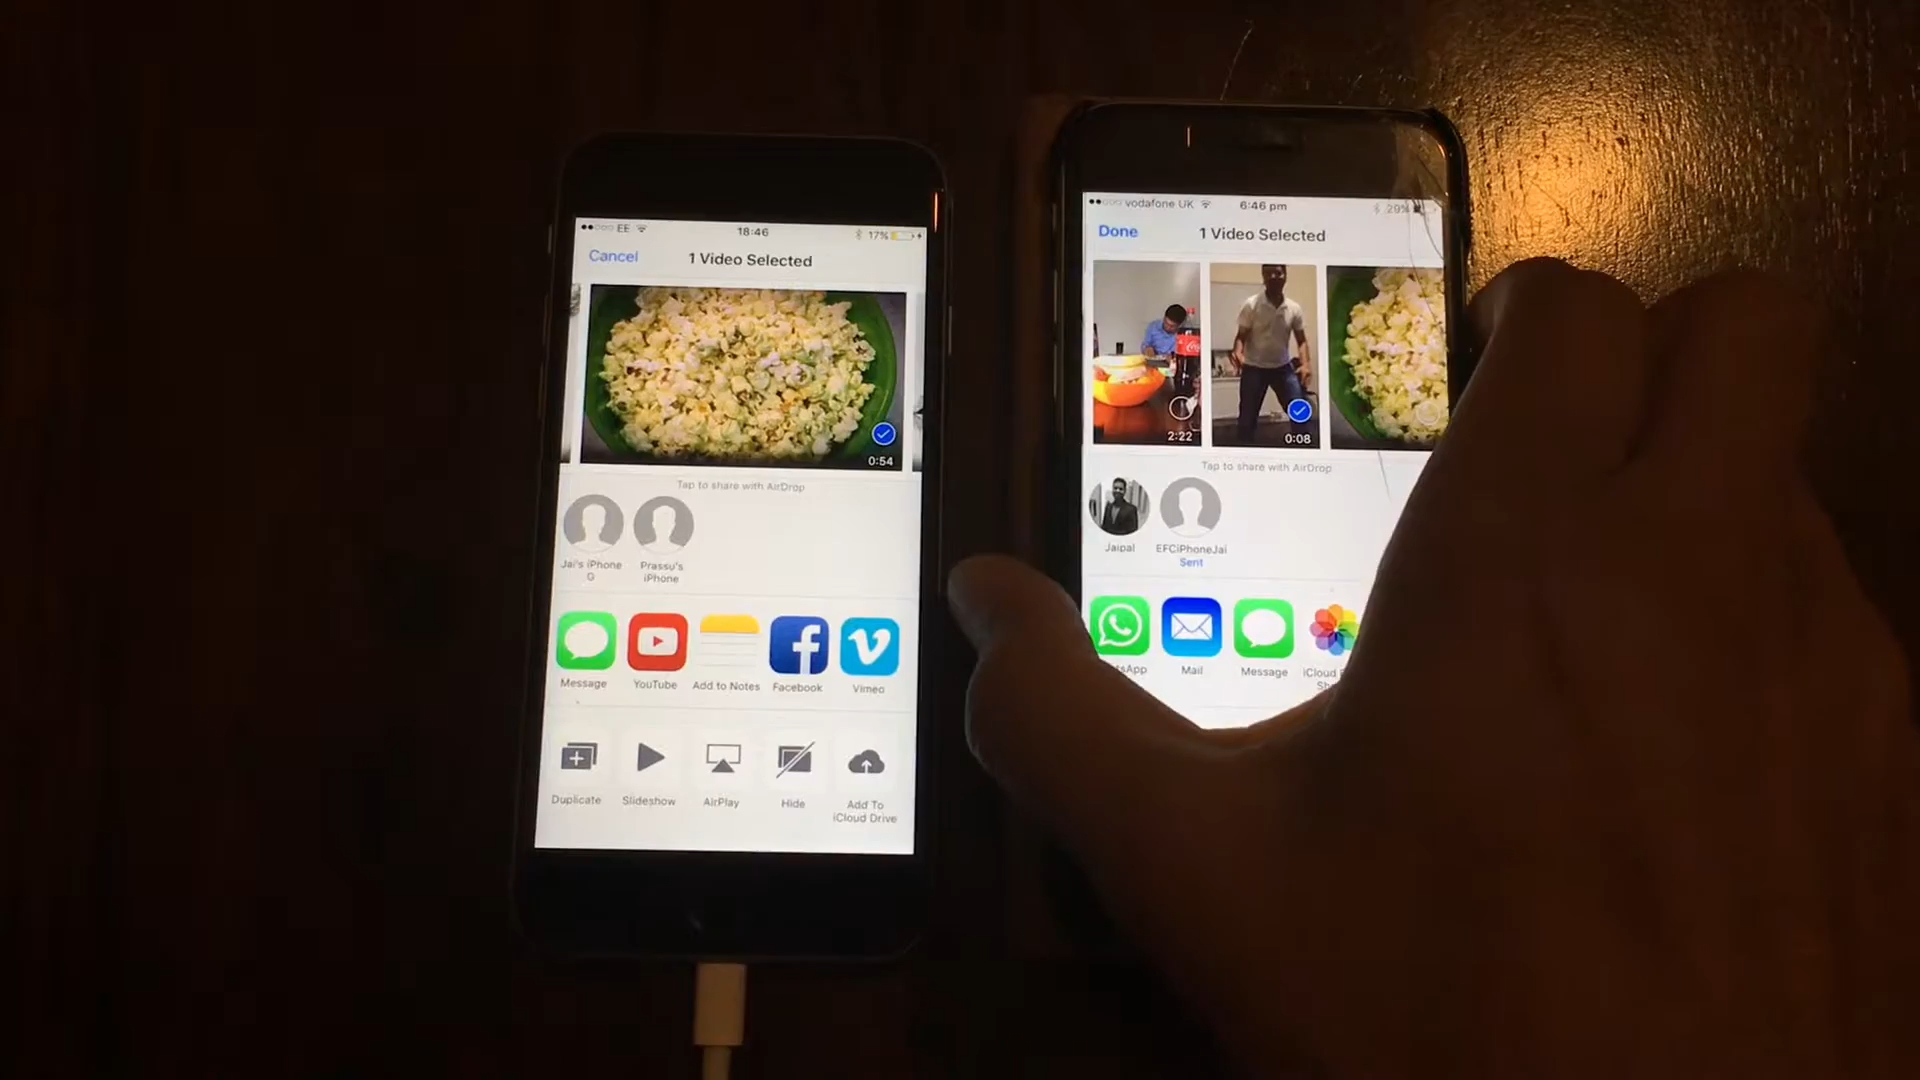 EE 18:46 17%
Cancel 1 Video Selected
0:54
Tap to share with AirDrop
Jai's iPhone
G
Prassu's
iPhone
Message YouTube Add to Notes Facebook Vimeo
Duplicate Slideshow AirPlay Hide Add To
iCloud Drive
vodafone UK 6:46 pm 29%
Done 1 Video Selected
2:22 0:08
Tap to share with AirDrop
Jaipal EFCiPhoneJai
Sent
tsApp Mail Message iCloud
Sh